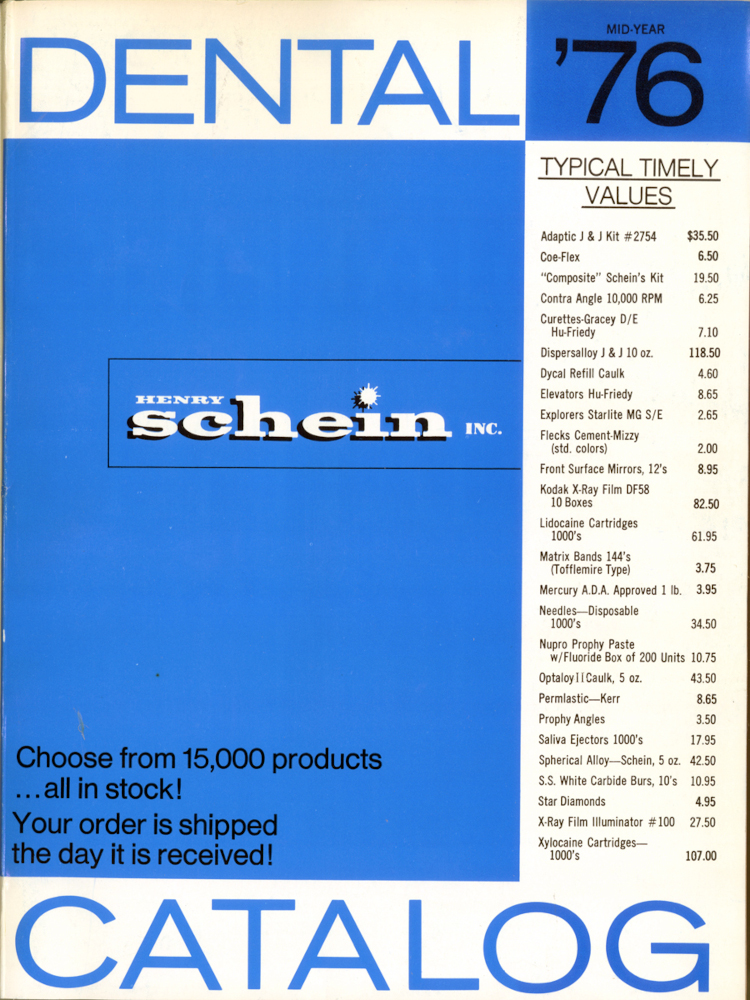 DENTAL
MID-YEAR
'76
TYPICAL TIMELY
VALUES
Adaptic J & J Kit #2754 $35.50
Coe-Flex 6.50
"Composite" Schein's Kit 19.50
Contra Angle 10,000 RPM 6.25
Curettes-Gracey D/E
Hu-Friedy 7.10
Dispersalloy J & J 10 oz. 118.50
Dycal Refill Caulk 4.60
Elevators Hu-Friedy 8.65
Explorers Starlite MG S/E 2.65
Flecks Cement-Mizzy
(std. colors) 2.00
Front Surface Mirrors, 12's 8.95
Kodak X-Ray Film DF58
10 Boxes 82.50
Lidocaine Cartridges
1000's 61.95
Matrix Bands 144's
(Tofflemire Type) 3.75
Mercury A.D.A. Approved 1 lb. 3.95
Needles—Disposable
1000's 34.50
Nupro Prophy Paste
w/Fluoride Box of 200 Units 10.75
Optaloy II Caulk, 5 oz. 43.50
Permlastic—Kerr 8.65
Prophy Angles 3.50
Saliva Ejectors 1000's 17.95
Spherical Alloy—Schein, 5 oz. 42.50
S.S. White Carbide Burs, 10's 10.95
Star Diamonds 4.95
X-Ray Film Illuminator #100 27.50
Xylocaine Cartridges—
1000's 107.00
HENRY
schein INC.
Choose from 15,000 products
...all in stock!
Your order is shipped
the day it is received!
CATALOG